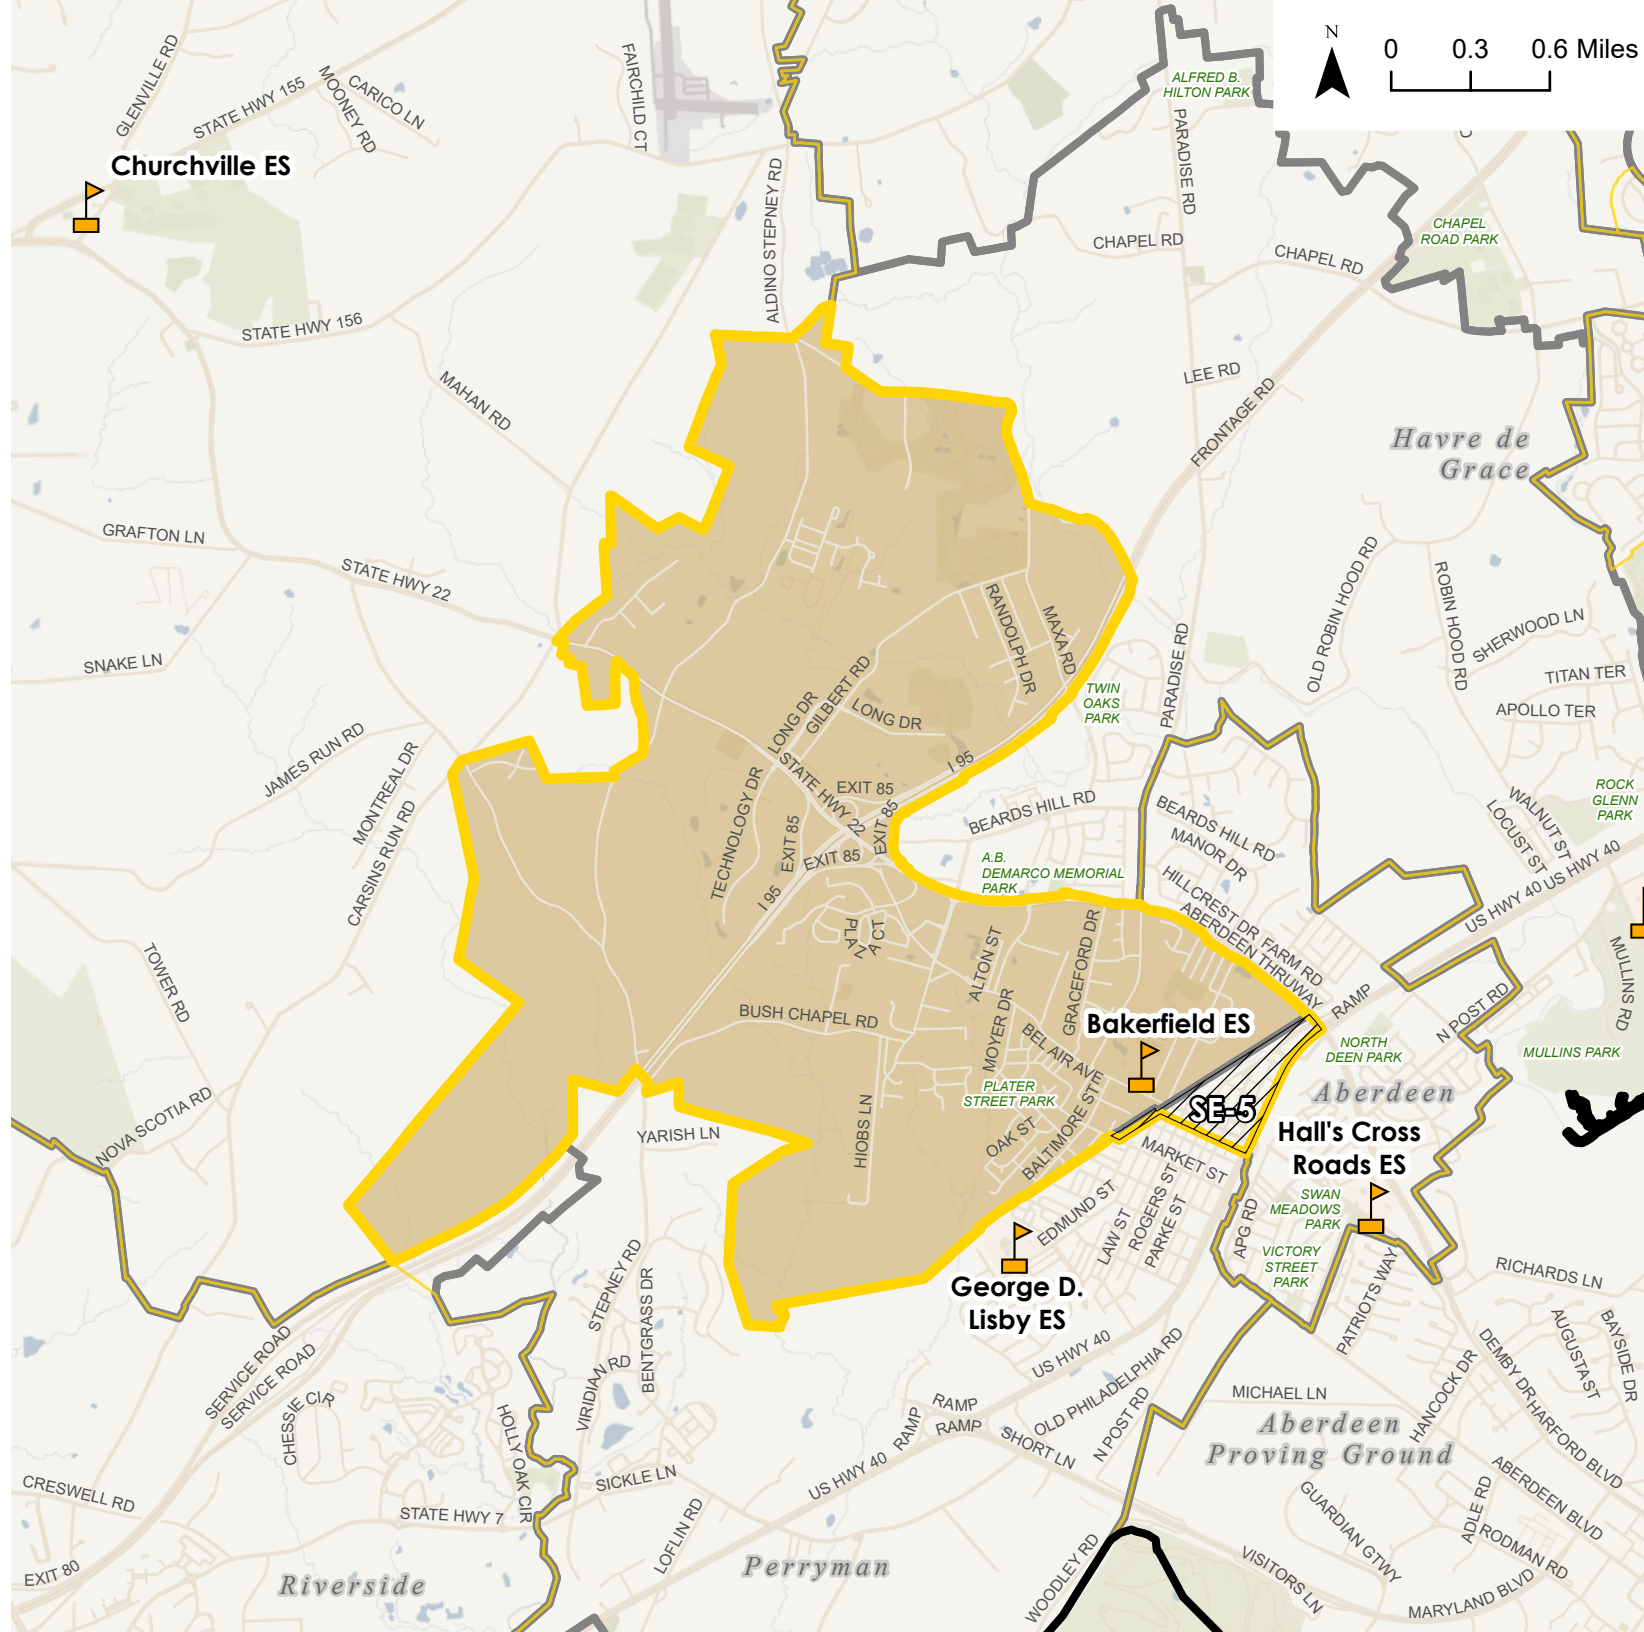 N
0 0.3 0.6 Miles
GLENVILLE RD
STATE HWY 155
MOONEY RD
CARICO LN
FAIRCHILD CT
ALFRED B.
HILTON PARK
PARADISE RD
Churchville ES
ALDINO STEPNEY RD
CHAPEL RD
CHAPEL RD
CHAPEL
ROAD PARK
STATE HWY 156
MAHAN RD
LEE RD
FRONTAGE RD
Havre de
Grace
GRAFTON LN
STATE HWY 22
SNAKE LN
OLD ROBIN HOOD RD
ROBIN HOOD RD
SHERWOOD LN
TITAN TER
APOLLO TER
RANDOLPH DR
MAXA RD
PARADISE RD
TWIN
OAKS
PARK
LONG DR
GILBERT RD
LONG DR
STATE HWY 22
TECHNOLOGY DR
I 95
EXIT 85
EXIT 85
EXIT 85
EXIT 85
I 95
JAMES RUN RD
MONTREAL DR
CARSINS RUN RD
BEARDS HILL RD
BEARDS HILL RD
MANOR DR
A.B.
DEMARCO MEMORIAL
PARK
HILLCREST DR
FARM RD
ABERDEEN THRUWAY
RAMP
WALNUT ST
LOCUST ST
ROCK
GLENN
PARK
US HWY 40
US HWY 40
MULLINS RD
N POST RD
MULLINS PARK
TOWER RD
NOVA SCOTIA RD
PLAZA CT
ALTON ST
GRACEFORD DR
BUSH CHAPEL RD
MOYER DR
BEL AIR AVE
Bakerfield ES
NORTH
DEEN PARK
PLATER
STREET PARK
Aberdeen
SE-5
OAK ST
BALTIMORE ST
HIOBS LN
YARISH LN
MARKET ST
Hall's Cross
Roads ES
EDMUND ST
LAW ST
ROGERS ST
PARKE ST
APG RD
SWAN
MEADOWS
PARK
VICTORY
STREET
PARK
George D.
Lisby ES
PATRIOTS WAY
RICHARDS LN
AUGUSTA ST
BAYSIDE DR
STEPNEY RD
BENTGRASS DR
VIRIDIAN RD
SERVICE ROAD
SERVICE ROAD
CHESSIE CIR
HOLLY OAK CIR
US HWY 40
OLD PHILADELPHIA RD
RAMP
RAMP
RAMP
SHORT LN
N POST RD
MICHAEL LN
HANCOCK DR
DEMBY DR
HARFORD BLVD
Aberdeen
Proving Ground
CRESWELL RD
STATE HWY 7
SICKLE LN
US HWY 40
LOFLIN RD
GUARDIAN GTWY
ADLE RD
ABERDEEN BLVD
RODMAN RD
EXIT 80
Riverside
Perryman
WOODLEY RD
VISITORS LN
MARYLAND BLVD